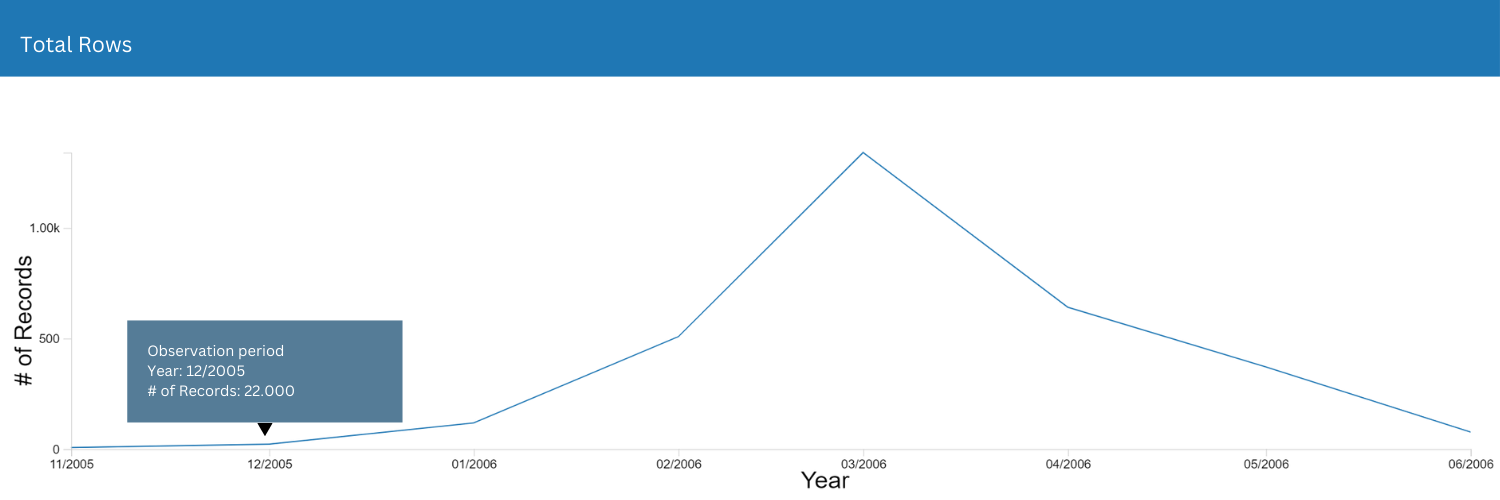 Total Rows
# of Records
1.00k
500
0
Observation period
Year: 12/2005
# of Records: 22.000
11/2005 12/2005 01/2006 02/2006 03/2006 04/2006 05/2006 06/2006
Year